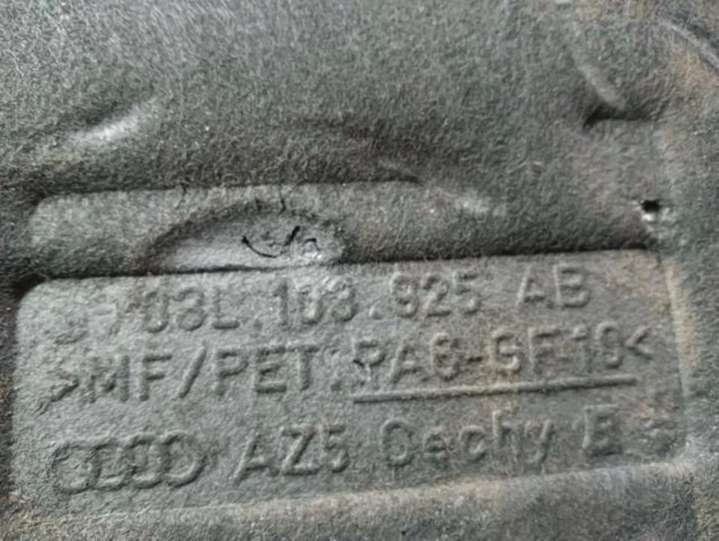 03L.103.925 AB
>MF/PET.PA6-GF10<
AZ5 Cechy E